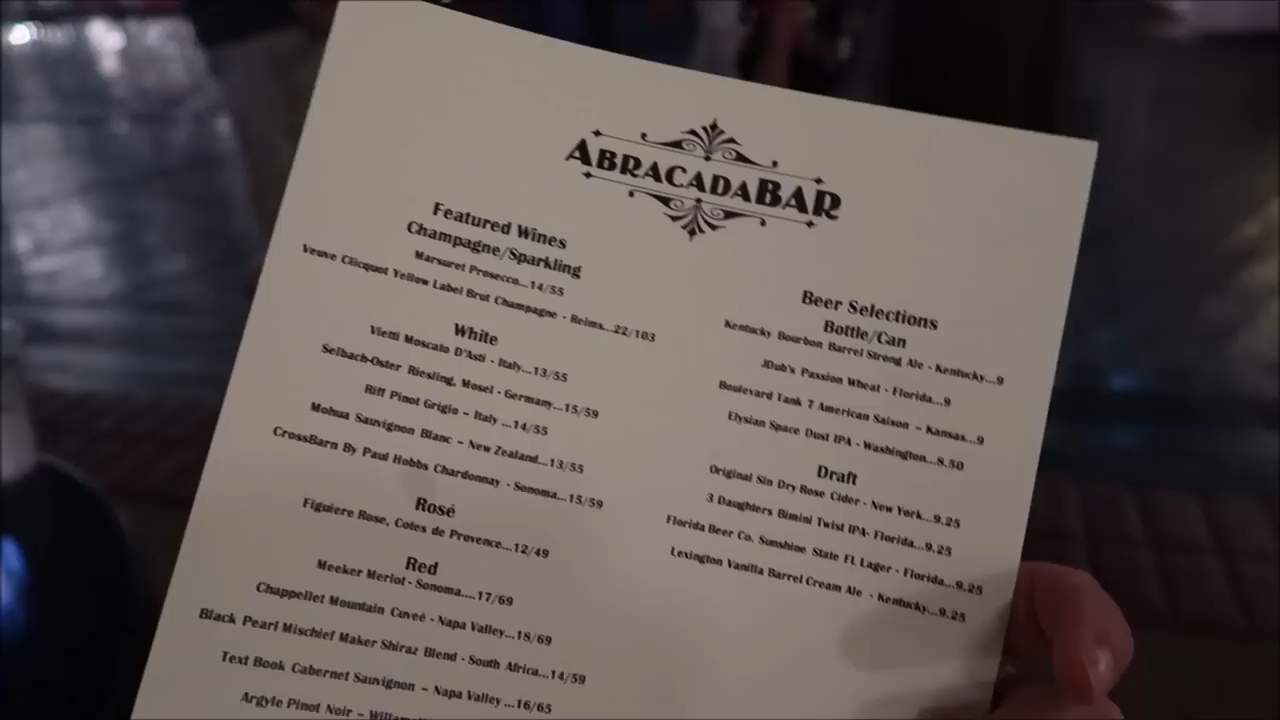 ABRACADABAR
Featured Wines
Champagne/Sparkling
Marsuret Prosecco...14/55
Veuve Clicquot Yellow Label Brut Champagne - Reims...22/103
White
Vietti Moscato D'Asti - Italy...13/55
Selbach-Oster Riesling, Mosel - Germany...15/59
Riff Pinot Grigio – Italy ...14/55
Mohua Sauvignon Blanc – New Zealand...13/55
CrossBarn By Paul Hobbs Chardonnay - Sonoma...15/59
Rosé
Figuiere Rose, Cotes de Provence...12/49
Red
Meeker Merlot - Sonoma....17/69
Chappellet Mountain Cuveé - Napa Valley...18/69
Black Pearl Mischief Maker Shiraz Blend - South Africa...14/59
Text Book Cabernet Sauvignon – Napa Valley ...16/65
Argyle Pinot Noir –
Beer Selections
Bottle/Can
Kentucky Bourbon Barrel Strong Ale - Kentucky...9
JDub's Passion Wheat - Florida...9
Boulevard Tank 7 American Saison – Kansas...9
Elysian Space Dust IPA - Washington...8.50
Draft
Original Sin Dry Rose Cider - New York...9.25
3 Daughters Bimini Twist IPA- Florida...9.25
Florida Beer Co. Sunshine State FL Lager - Florida...9.25
Lexington Vanilla Barrel Cream Ale - Kentucky...9.25